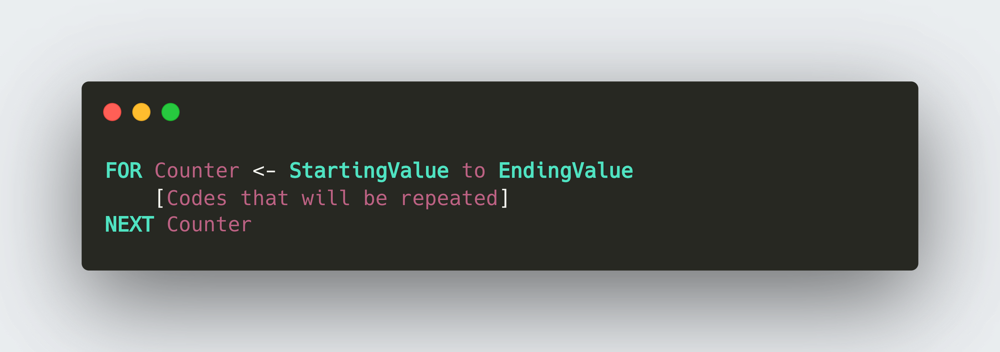 FOR Counter <- StartingValue to EndingValue
[Codes that will be repeated]
NEXT Counter